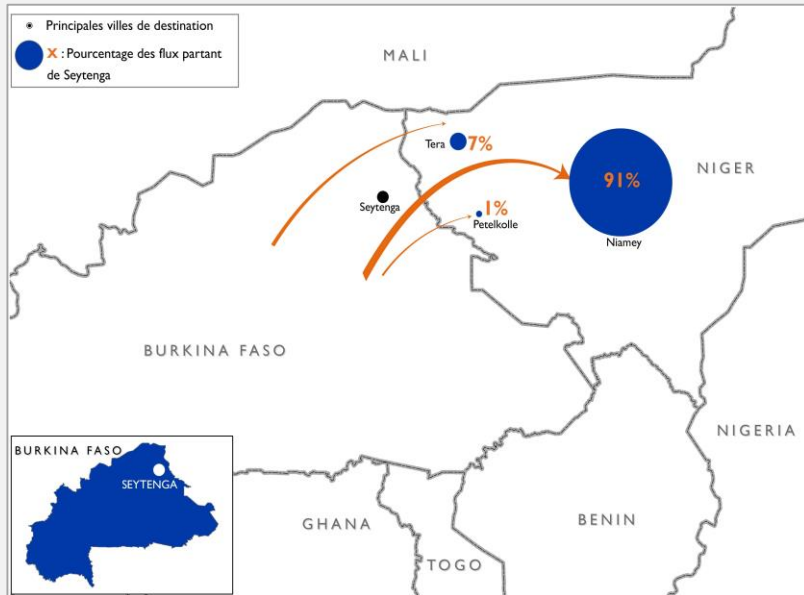 Principales villes de destination
X : Pourcentage des flux partant
de Seytenga
MALI
Tera
7%
NIGER
91%
Seytenga
1%
Petelkolle
Niamey
BURKINA FASO
NIGERIA
BURKINA FASO
SEYTENGA
GHANA
BENIN
TOGO